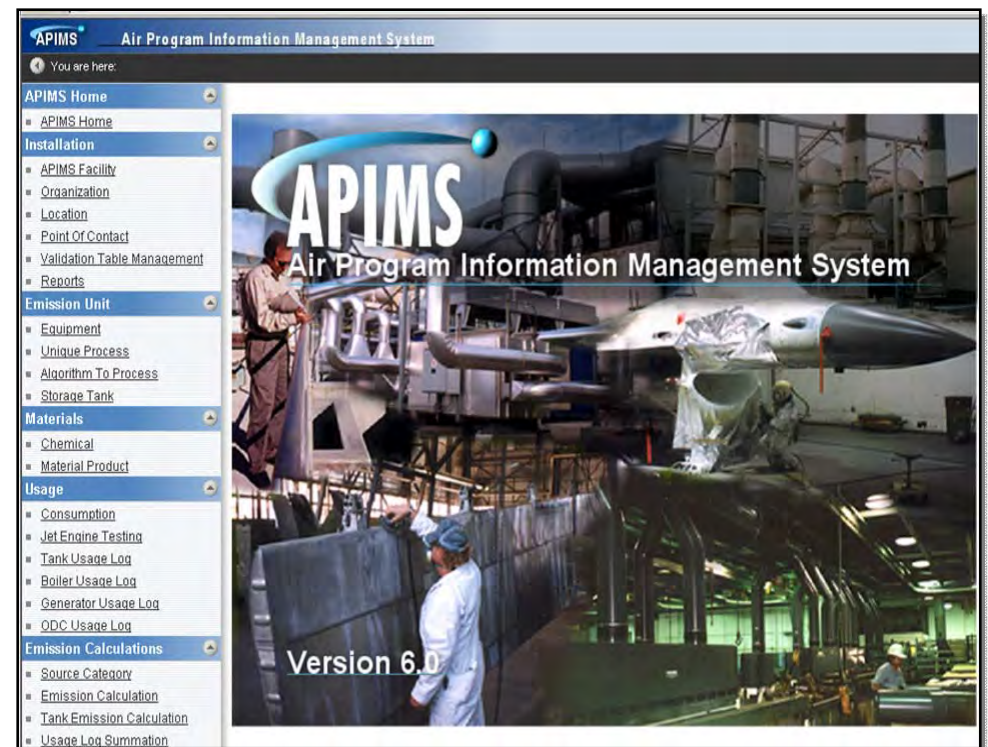 APIMS Air Program Information Management System
You are here:
APIMS Home
APIMS Home
Installation
APIMS Facility
Organization
Location
Point Of Contact
Validation Table Management
Reports
Emission Unit
Equipment
Unique Process
Algorithm To Process
Storage Tank
Materials
Chemical
Material Product
Usage
Consumption
Jet Engine Testing
Tank Usage Log
Boiler Usage Log
Generator Usage Log
ODC Usage Log
Emission Calculations
Source Category
Emission Calculation
Tank Emission Calculation
Usage Log Summation
APIMS
Air Program Information Management System
Version 6.0